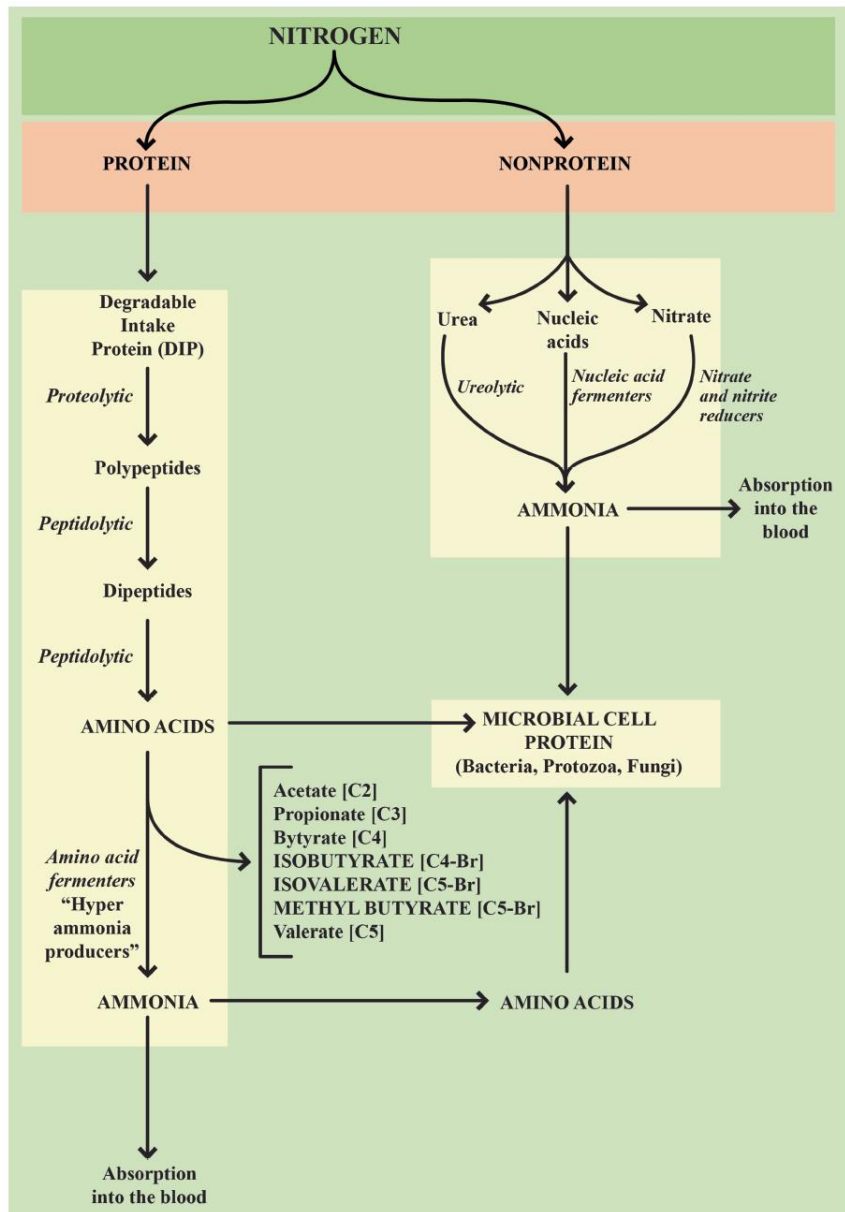 NITROGEN
PROTEIN
NONPROTEIN
Degradable
Intake
Protein (DIP)
Proteolytic
Polypeptides
Peptidolytic
Dipeptides
Peptidolytic
AMINO ACIDS
Amino acid
fermenters
“Hyper
ammonia
producers”
AMMONIA
Absorption
into the blood
Acetate [C2]
Propionate [C3]
Bytyrate [C4]
ISOBUTYRATE [C4-Br]
ISOVALERATE [C5-Br]
METHYL BUTYRATE [C5-Br]
Valerate [C5]
Urea
Nucleic
acids
Nitrate
Ureolytic
Nucleic acid
fermenters
Nitrate
and nitrite
reducers
AMMONIA
Absorption
into the
blood
MICROBIAL CELL
PROTEIN
(Bacteria, Protozoa, Fungi)
AMINO ACIDS